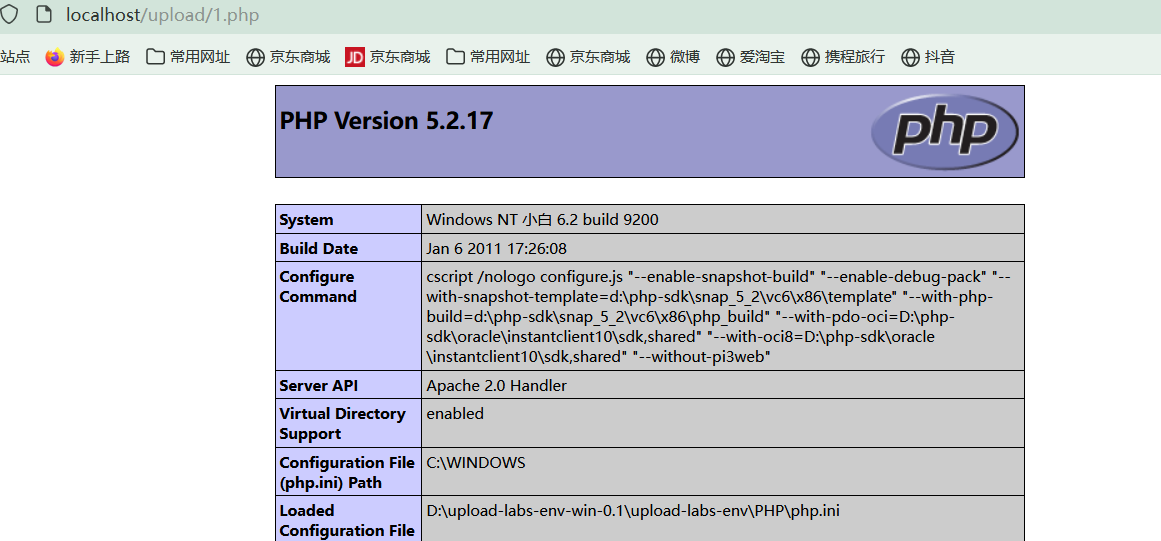 localhost/upload/1.php
站点 新手上路 常用网址 京东商城 JD 京东商城 常用网址 京东商城 微博 爱淘宝 携程旅行 抖音
PHP Version 5.2.17
php
System Windows NT 小白 6.2 build 9200
Build Date Jan 6 2011 17:26:08
Configure cscript /nologo configure.js "--enable-snapshot-build" "--enable-debug-pack" "--
Command with-snapshot-template=d:\php-sdk\snap_5_2\vc6\x86\template" "--with-php-
build=d:\php-sdk\snap_5_2\vc6\x86\php_build" "--with-pdo-oci=D:\php-
sdk\oracle\instantclient10\sdk,shared" "--with-oci8=D:\php-sdk\oracle
\instantclient10\sdk,shared" "--without-pi3web"
Server API Apache 2.0 Handler
Virtual Directory enabled
Support
Configuration File C:\WINDOWS
(php.ini) Path
Loaded D:\upload-labs-env-win-0.1\upload-labs-env\PHP\php.ini
Configuration File